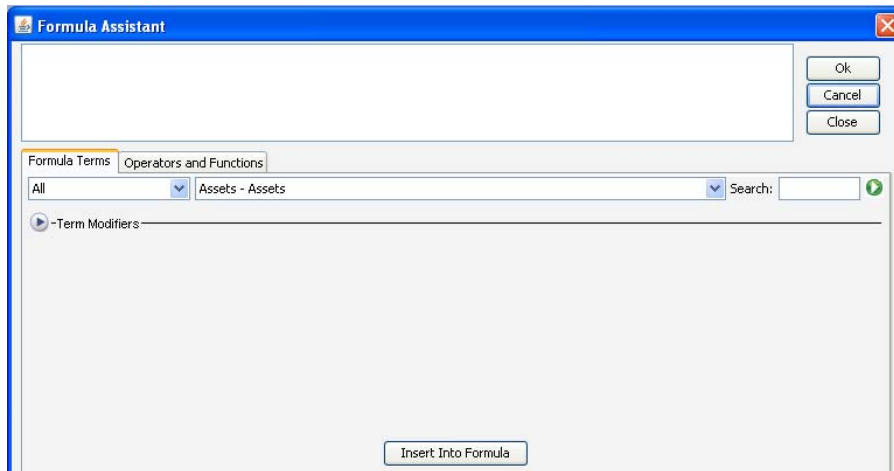 Formula Assistant
Ok
Cancel
Close
Formula Terms Operators and Functions
All Assets - Assets Search:
Term Modifiers
Insert Into Formula